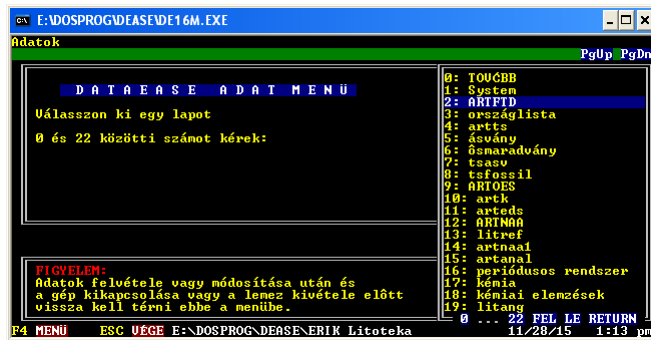 E:\DOSPROG\DEASE\DE16M.EXE
Adatok
PgUp PgDn
D A T A E A S E   A D A T   M E N Ü
Válasszon ki egy lapot
0 és 22 közötti számot kérek:
0: TOVĆBB
1: System
2: ARTFTD
3: országlista
4: artts
5: ásvány
6: ôsmaradvány
7: tsasv
8: tsfossil
9: ARTOES
10: artk
11: arteds
12: ARTNAA
13: litref
14: artnaa1
15: artanal
16: periódusos rendszer
17: kémia
18: kémiai elemzések
19: litang
0 ... 22 FEL LE RETURN
FIGYELEM:
Adatok felvétele vagy módosítása után és
a gép kikapcsolása vagy a lemez kivétele elôtt
vissza kell térni ebbe a menübe.
F4 MENÜ ESC VÉGE E:\DOSPROG\DEASE\ERIK Litoteka 11/28/15 1:13 pm